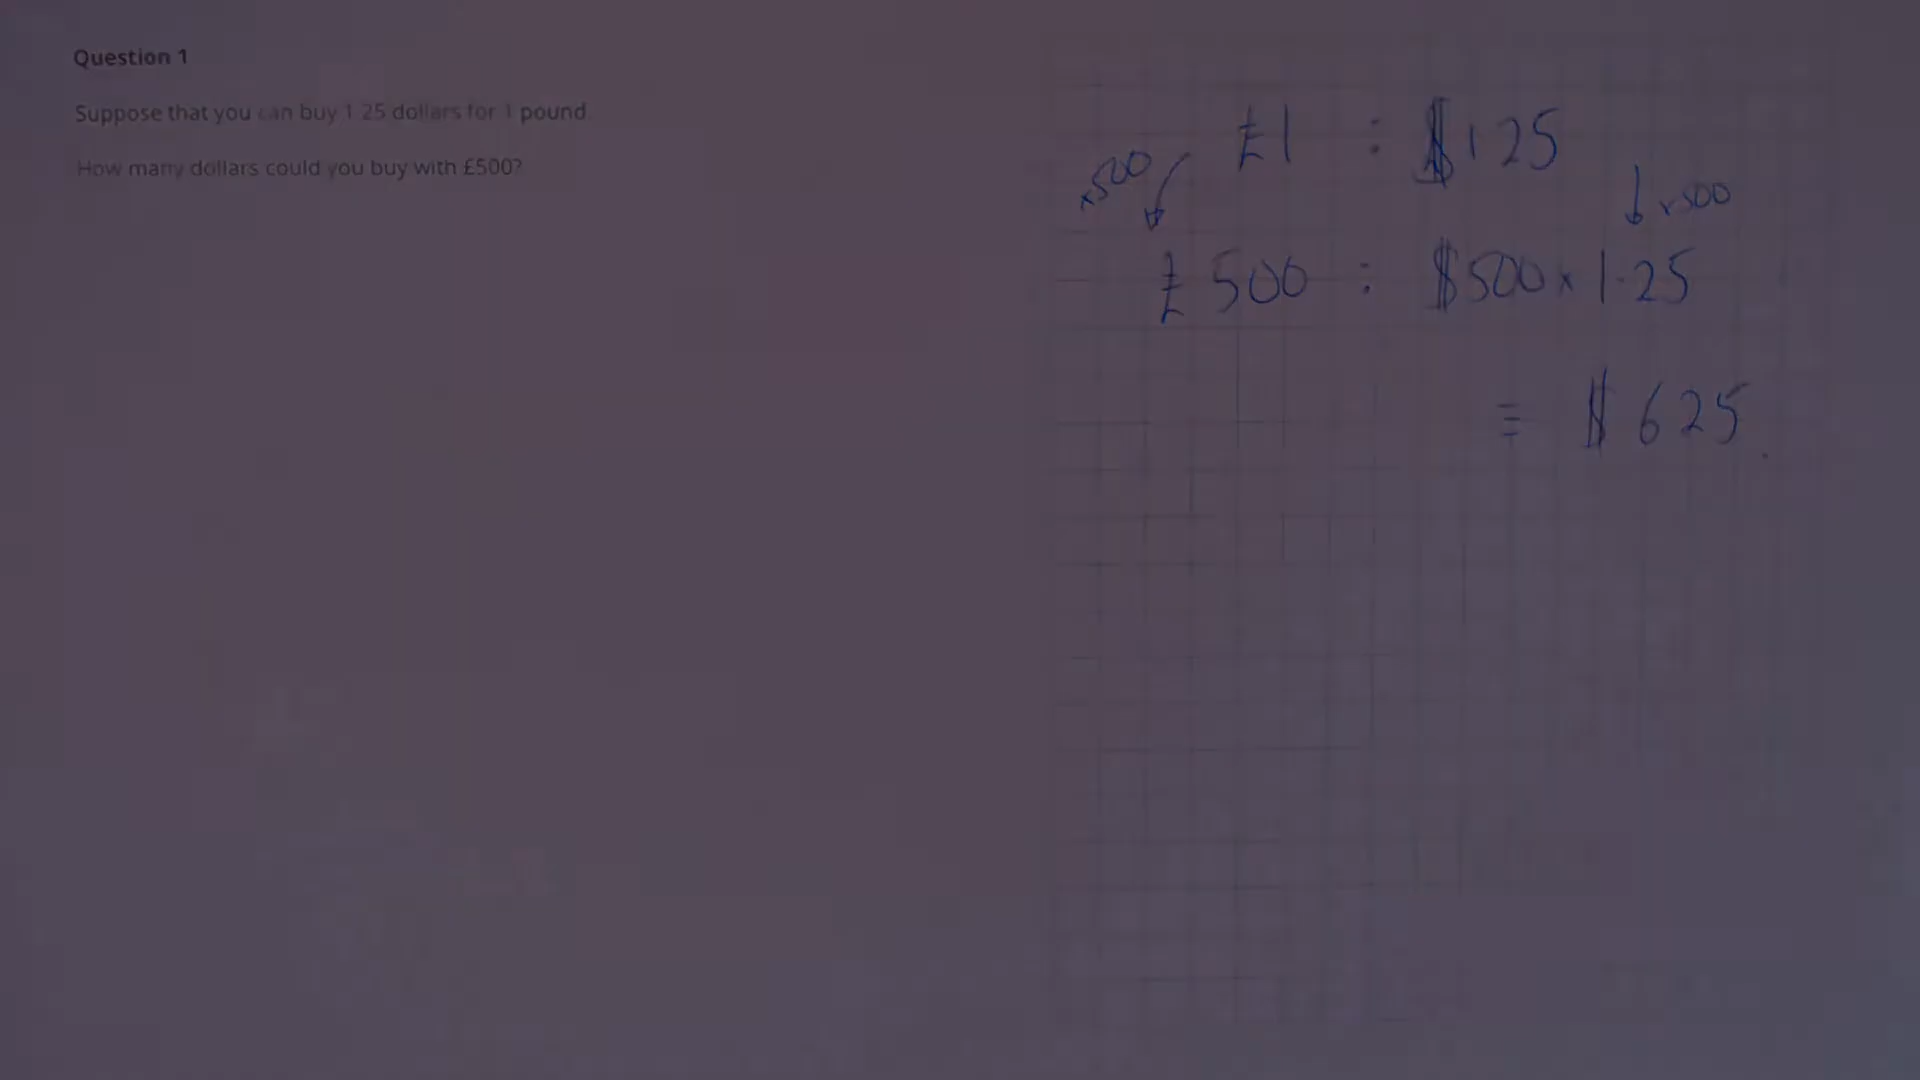 Question 1
Suppose that you can buy 1.25 dollars for 1 pound.
How many dollars could you buy with £500?
£1 : $1.25
×500 ×500
£500 : $500 × 1.25
= $625.